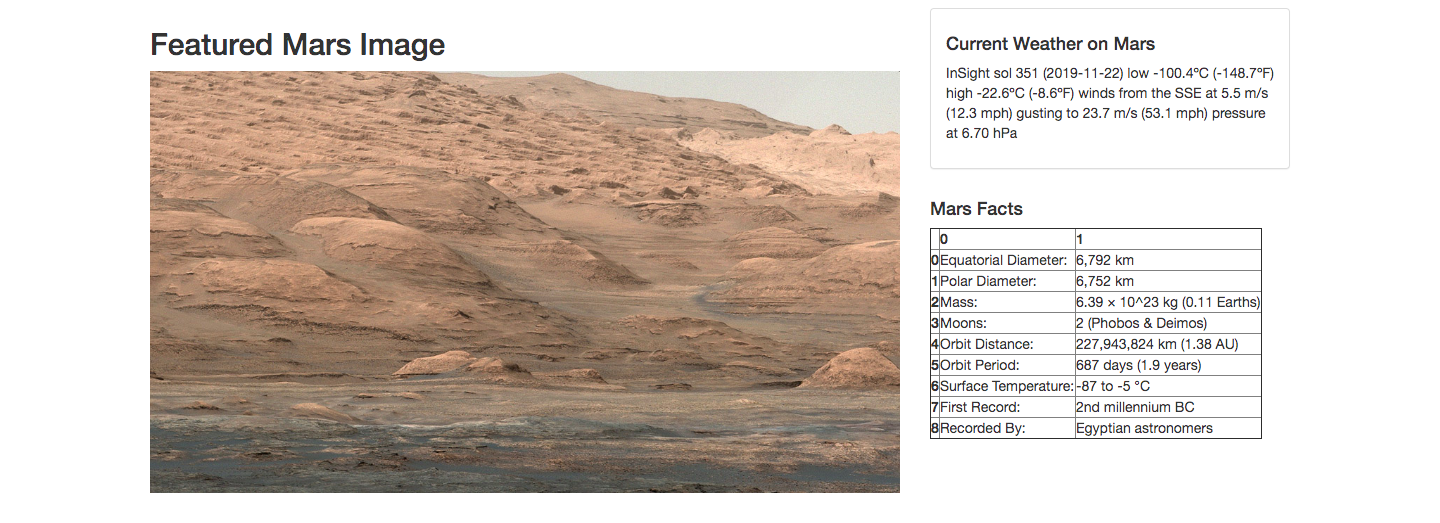 Featured Mars Image
Current Weather on Mars
InSight sol 351 (2019-11-22) low -100.4ºC (-148.7ºF)
high -22.6ºC (-8.6ºF) winds from the SSE at 5.5 m/s
(12.3 mph) gusting to 23.7 m/s (53.1 mph) pressure
at 6.70 hPa
Mars Facts
0 1
0 Equatorial Diameter: 6,792 km
1 Polar Diameter: 6,752 km
2 Mass: 6.39 × 10^23 kg (0.11 Earths)
3 Moons: 2 (Phobos & Deimos)
4 Orbit Distance: 227,943,824 km (1.38 AU)
5 Orbit Period: 687 days (1.9 years)
6 Surface Temperature: -87 to -5 °C
7 First Record: 2nd millennium BC
8 Recorded By: Egyptian astronomers